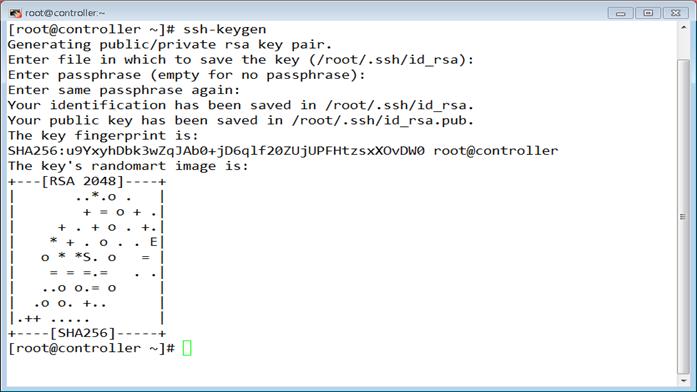 root@controller:~
[root@controller ~]# ssh-keygen
Generating public/private rsa key pair.
Enter file in which to save the key (/root/.ssh/id_rsa):
Enter passphrase (empty for no passphrase):
Enter same passphrase again:
Your identification has been saved in /root/.ssh/id_rsa.
Your public key has been saved in /root/.ssh/id_rsa.pub.
The key fingerprint is:
SHA256:u9YxyhDbk3wZqJAb0+jD6qlf20ZUjUPFHtzsxXOvDW0 root@controller
The key's randomart image is:
+---[RSA 2048]----+
|        ..*.o .  |
|         + = o + .|
|      + . + o . +.|
|     * + . o . . E|
|    o * *S. o   = |
|     = = =.=   . .|
|    ..o o.= o     |
|   .o o. +..      |
|.++ .....         |
+----[SHA256]-----+
[root@controller ~]#